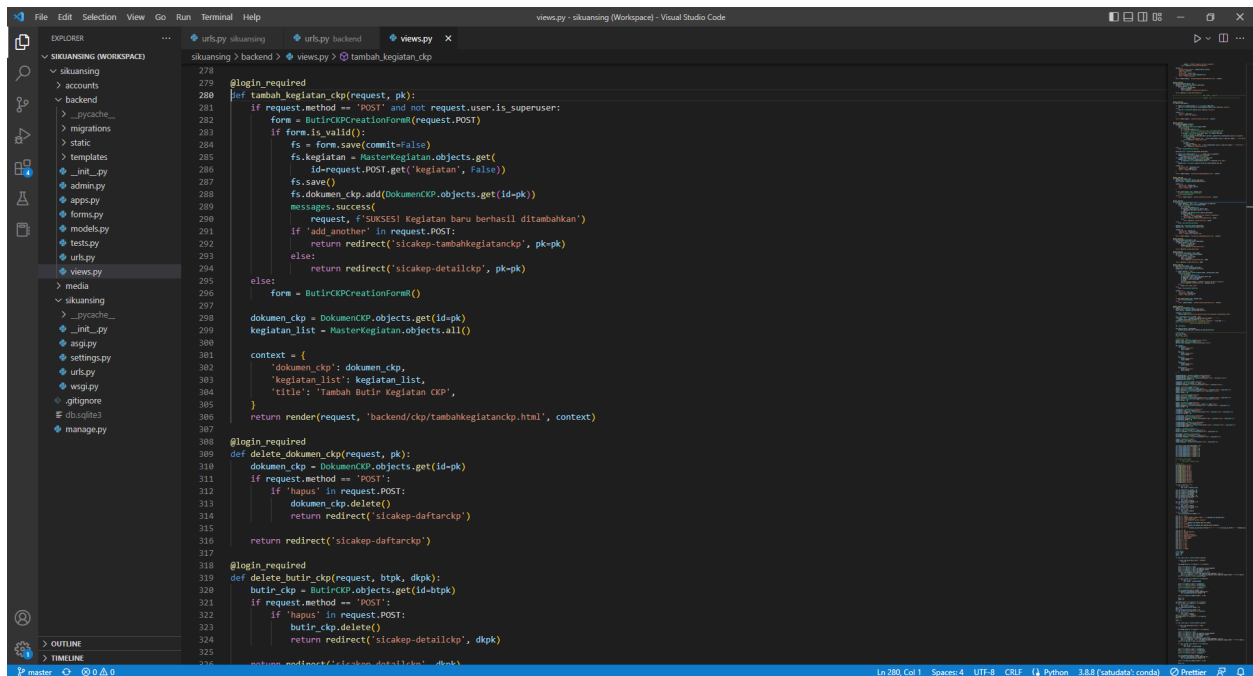 File Edit Selection View Go Run Terminal Help
views.py - sikuansing (Workspace) - Visual Studio Code
EXPLORER
SIKUANSING (WORKSPACE)
sikuansing
accounts
backend
__pycache__
migrations
static
templates
__init__.py
admin.py
apps.py
forms.py
models.py
tests.py
urls.py
views.py
media
sikuansing
__pycache__
__init__.py
asgi.py
settings.py
urls.py
wsgi.py
.gitignore
db.sqlite3
manage.py
OUTLINE
TIMELINE
urls.py sikuansing urls.py backend views.py
sikuansing > backend > views.py > tambah_kegiatan_ckp
278
279 @login_required
280 def tambah_kegiatan_ckp(request, pk):
281 if request.method == 'POST' and not request.user.is_superuser:
282 form = ButirCKPCreationFormR(request.POST)
283 if form.is_valid():
284 fs = form.save(commit=False)
285 fs.kegiatan = MasterKegiatan.objects.get(
286 id=request.POST.get('kegiatan', False))
287 fs.save()
288 fs.dokumen_ckp.add(DokumenCKP.objects.get(id=pk))
289 messages.success(
290 request, f'SUKSES! Kegiatan baru berhasil ditambahkan')
291 if 'add_another' in request.POST:
292 return redirect('sicakep-tambahkegiatanckp', pk=pk)
293 else:
294 return redirect('sicakep-detailckp', pk=pk)
295 else:
296 form = ButirCKPCreationFormR()
297
298 dokumen_ckp = DokumenCKP.objects.get(id=pk)
299 kegiatan_list = MasterKegiatan.objects.all()
300
301 context = {
302 'dokumen_ckp': dokumen_ckp,
303 'kegiatan_list': kegiatan_list,
304 'title': 'Tambah Butir Kegiatan CKP',
305 }
306 return render(request, 'backend/ckp/tambahkegiatanckp.html', context)
307
308 @login_required
309 def delete_dokumen_ckp(request, pk):
310 dokumen_ckp = DokumenCKP.objects.get(id=pk)
311 if request.method == 'POST':
312 if 'hapus' in request.POST:
313 dokumen_ckp.delete()
314 return redirect('sicakep-daftarckp')
315
316 return redirect('sicakep-daftarckp')
317
318 @login_required
319 def delete_butir_ckp(request, btpk, dkpk):
320 butir_ckp = ButirCKP.objects.get(id=btpk)
321 if request.method == 'POST':
322 if 'hapus' in request.POST:
323 butir_ckp.delete()
324 return redirect('sicakep-detailckp', dkpk)
325
326 return redirect('sicakep-detailckp', dkpk)
master 0 0 Ln 280, Col 1 Spaces: 4 UTF-8 CRLF Python 3.8.8 ('satudata': conda) Prettier